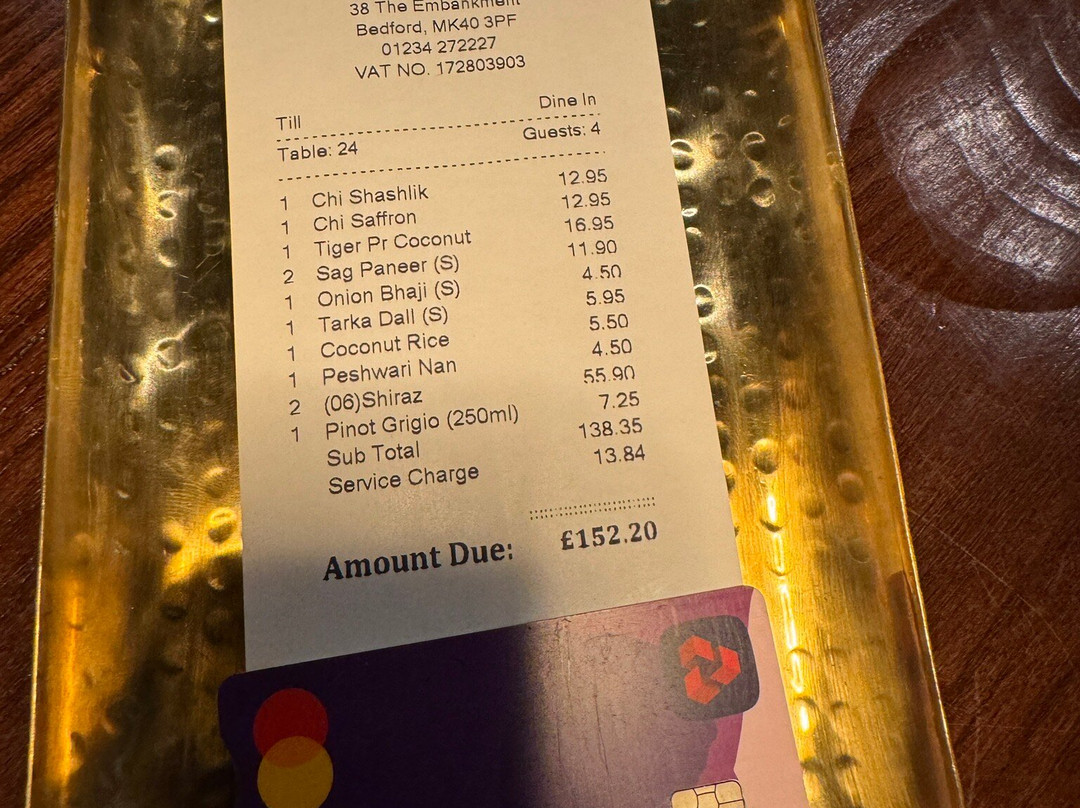 38 The Embankment
Bedford, MK40 3PF
01234 272227
VAT NO. 172803903
Till Dine In
Table: 24 Guests: 4
1 Chi Shashlik 12.95
1 Chi Saffron 12.95
1 Tiger Pr Coconut 16.95
2 Sag Paneer (S) 11.90
1 Onion Bhaji (S) 4.50
1 Tarka Dall (S) 5.95
1 Coconut Rice 5.50
1 Peshwari Nan 4.50
2 (06)Shiraz 55.90
1 Pinot Grigio (250ml) 7.25
Sub Total 138.35
Service Charge 13.84
Amount Due: £152.20